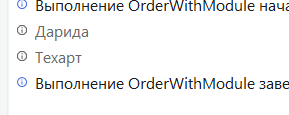 Выполнение OrderWithModule нача
Дарида
Техарт
Выполнение OrderWithModule заве